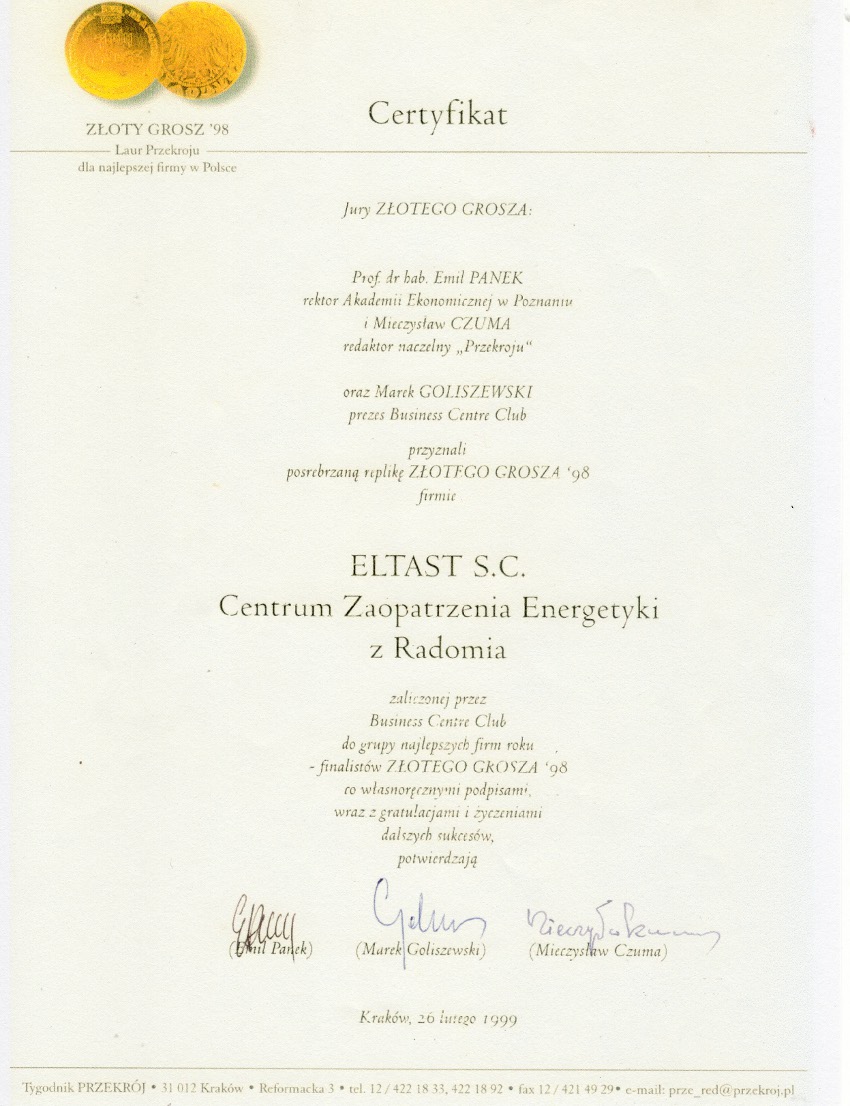 ZŁOTY GROSZ '98
Laur Przekroju
dla najlepszej firmy w Polsce
Certyfikat
Jury ZŁOTEGO GROSZA:
Prof. dr hab. Emil PANEK
rektor Akademii Ekonomicznej w Poznaniu
i Mieczysław CZUMA
redaktor naczelny „Przekroju“
oraz Marek GOLISZEWSKI
prezes Business Centre Club
przyznali
posrebrzaną replikę ZŁOTEGO GROSZA ‘98
firmie
ELTAST S.C.
Centrum Zaopatrzenia Energetyki
z Radomia
zaliczonej przez
Business Centre Club
do grupy najlepszych firm roku
- finalistów ZŁOTEGO GROSZA ‘98
co własnoręcznymi podpisami,
wraz z gratulacjami i życzeniami
dalszych sukcesów,
potwierdzają
(Emil Panek) (Marek Goliszewski) (Mieczysław Czuma)
Kraków, 26 lutego 1999
Tygodnik PRZEKRÓJ • 31 012 Kraków • Reformacka 3 • tel. 12 / 422 18 33, 422 18 92 • fax 12 / 421 49 29 • e-mail: prze_red@przekroj.pl